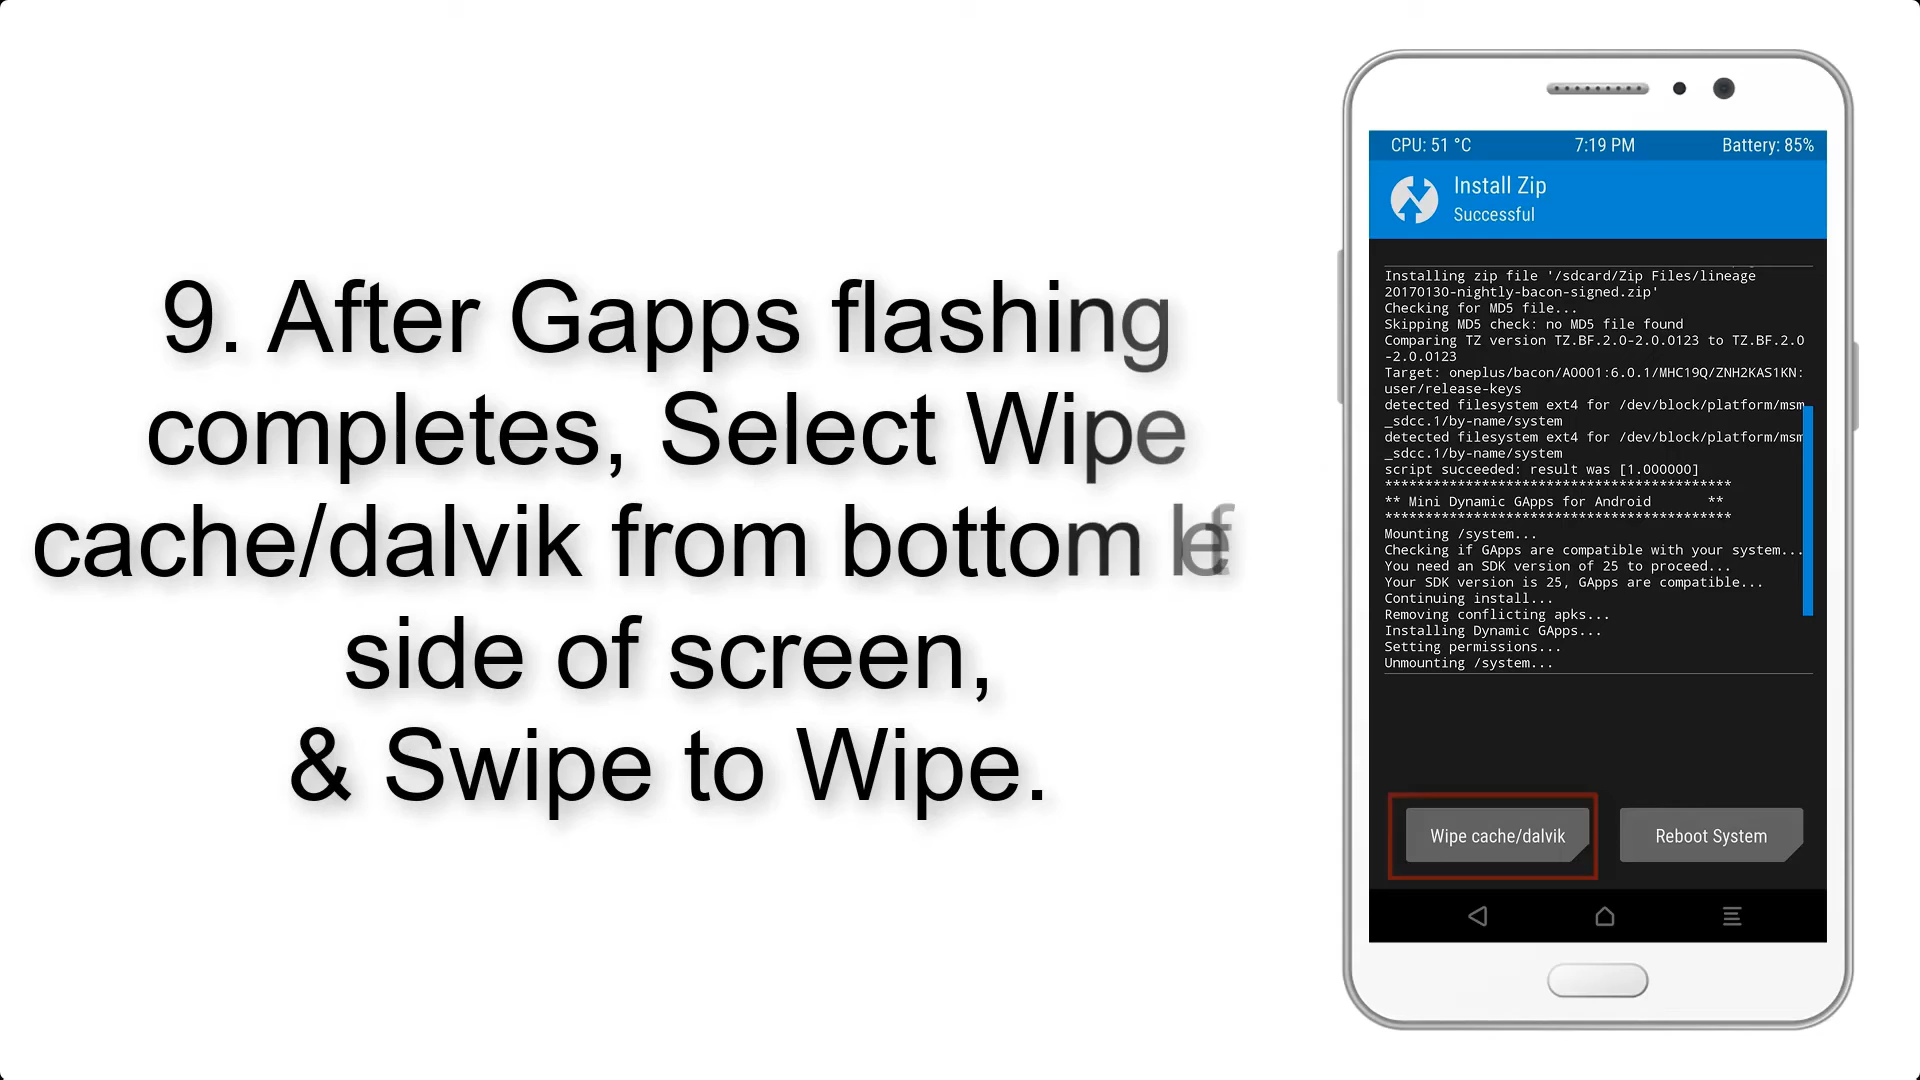 9. After Gapps flashing
completes, Select Wipe
cache/dalvik from bottom lef
side of screen,
& Swipe to Wipe.
CPU: 51 °C 7:19 PM Battery: 85%
Install Zip
Successful
Installing zip file '/sdcard/Zip Files/lineage
20170130-nightly-bacon-signed.zip'
Checking for MD5 file...
Skipping MD5 check: no MD5 file found
Comparing TZ version TZ.BF.2.0-2.0.0123 to TZ.BF.2.0
-2.0.0123
Target: oneplus/bacon/A0001:6.0.1/MHC19Q/ZNH2KAS1KN:
user/release-keys
detected filesystem ext4 for /dev/block/platform/msm
_sdcc.1/by-name/system
detected filesystem ext4 for /dev/block/platform/msm
_sdcc.1/by-name/system
script succeeded: result was [1.000000]
*******************************************
** Mini Dynamic GApps for Android **
*******************************************
Mounting /system...
Checking if GApps are compatible with your system...
You need an SDK version of 25 to proceed...
Your SDK version is 25, GApps are compatible...
Continuing install...
Removing conflicting apks...
Installing Dynamic GApps...
Setting permissions...
Unmounting /system...
Wipe cache/dalvik Reboot System